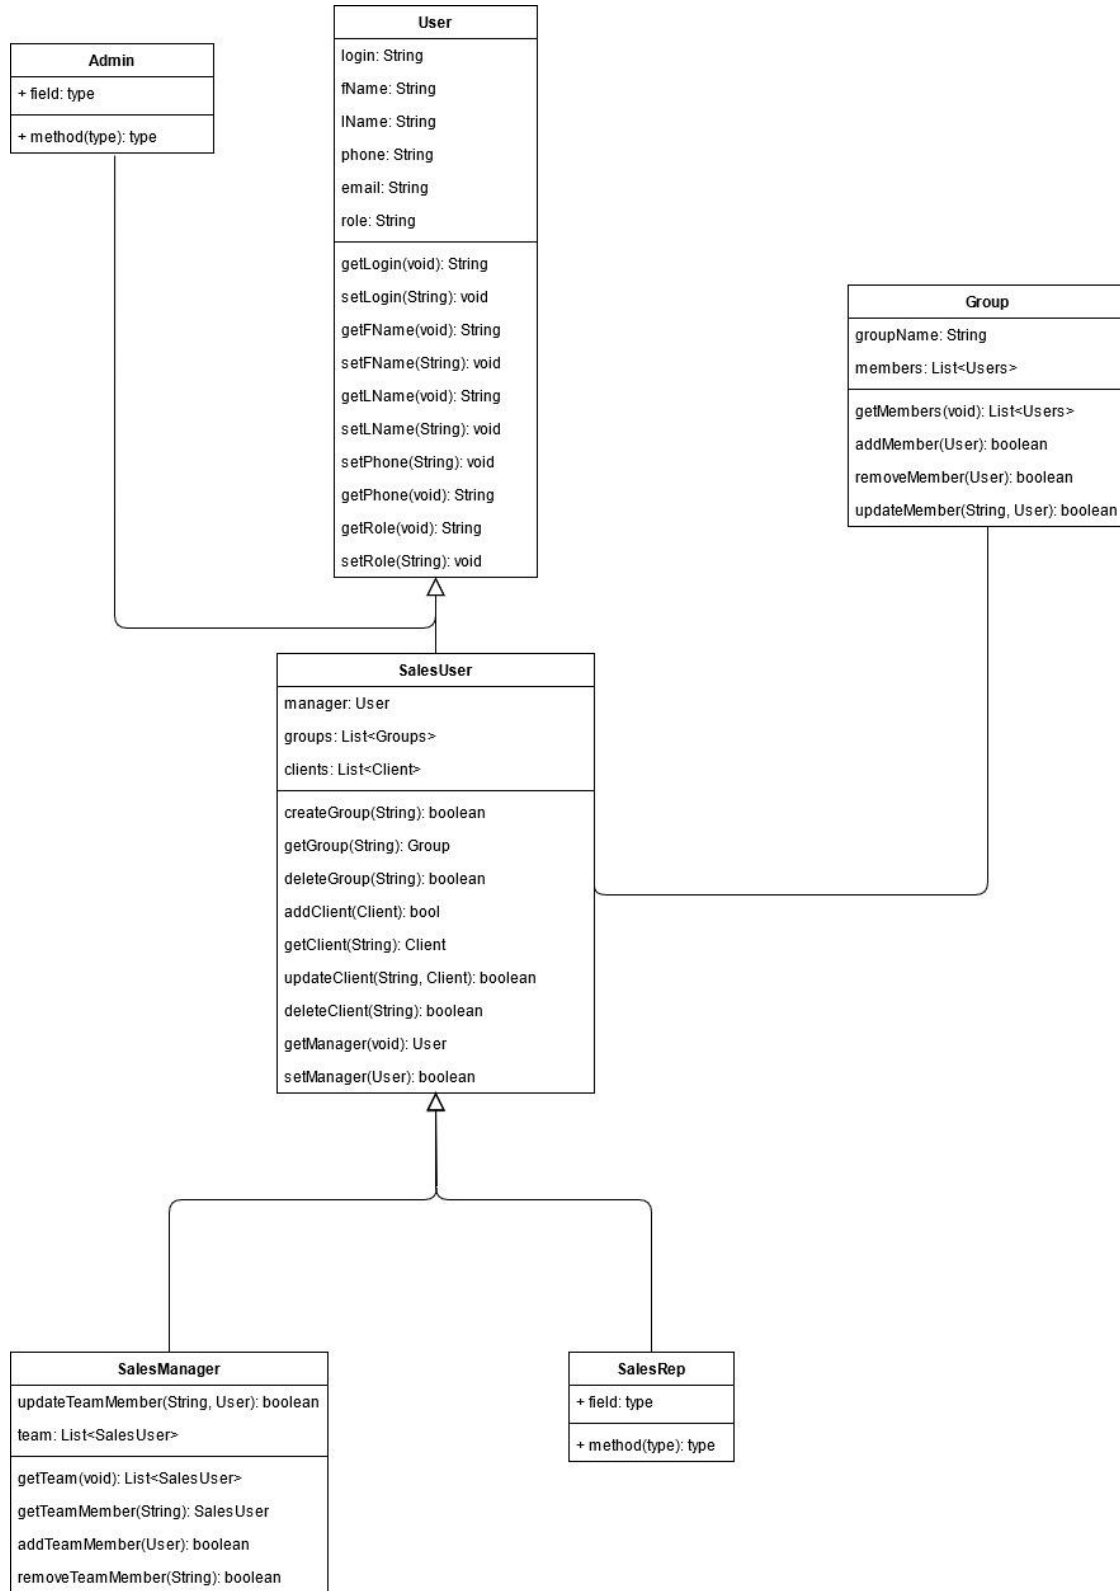 User
login: String
fName: String
lName: String
phone: String
email: String
role: String
getLogin(void): String
setLogin(String): void
getFName(void): String
setFName(String): void
getLName(void): String
setLName(String): void
setPhone(String): void
getPhone(void): String
getRole(void): String
setRole(String): void
Admin
+ field: type
+ method(type): type
Group
groupName: String
members: List<Users>
getMembers(void): List<Users>
addMember(User): boolean
removeMember(User): boolean
updateMember(String, User): boolean
SalesUser
manager: User
groups: List<Groups>
clients: List<Client>
createGroup(String): boolean
getGroup(String): Group
deleteGroup(String): boolean
addClient(Client): bool
getClient(String): Client
updateClient(String, Client): boolean
deleteClient(String): boolean
getManager(void): User
setManager(User): boolean
SalesManager
updateTeamMember(String, User): boolean
team: List<SalesUser>
getTeam(void): List<SalesUser>
getTeamMember(String): SalesUser
addTeamMember(User): boolean
removeTeamMember(String): boolean
SalesRep
+ field: type
+ method(type): type